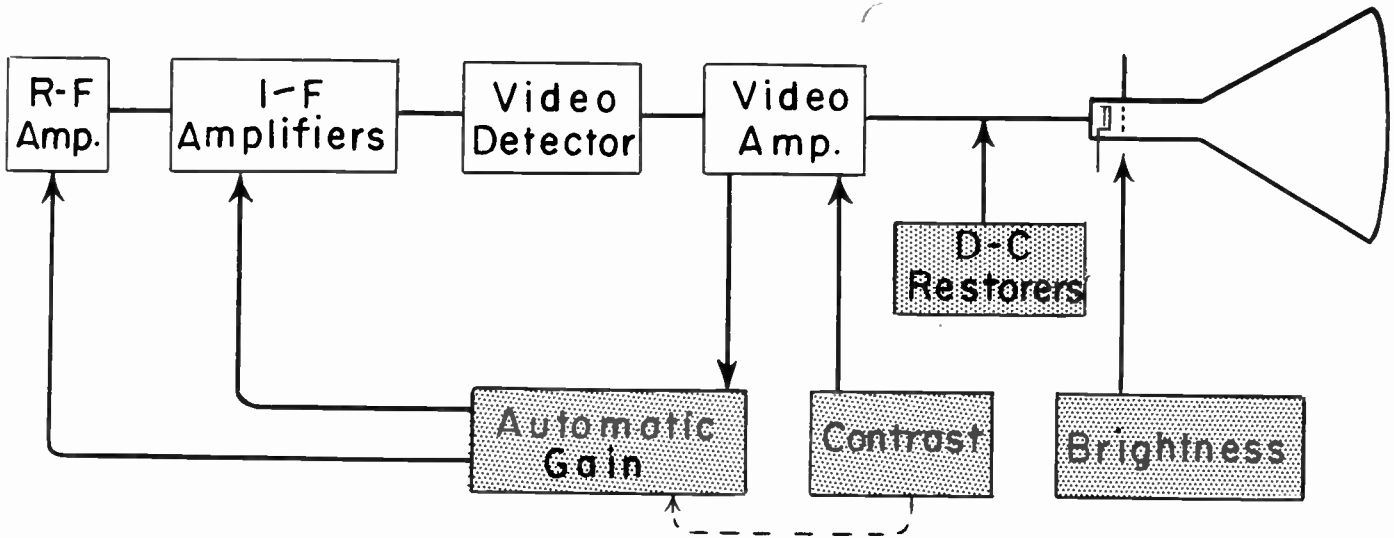 R-F
Amp.
I-F
Amplifiers
Video
Detector
Video
Amp.
D-C
Restorers
Automatic
Gain
Contrast
Brightness